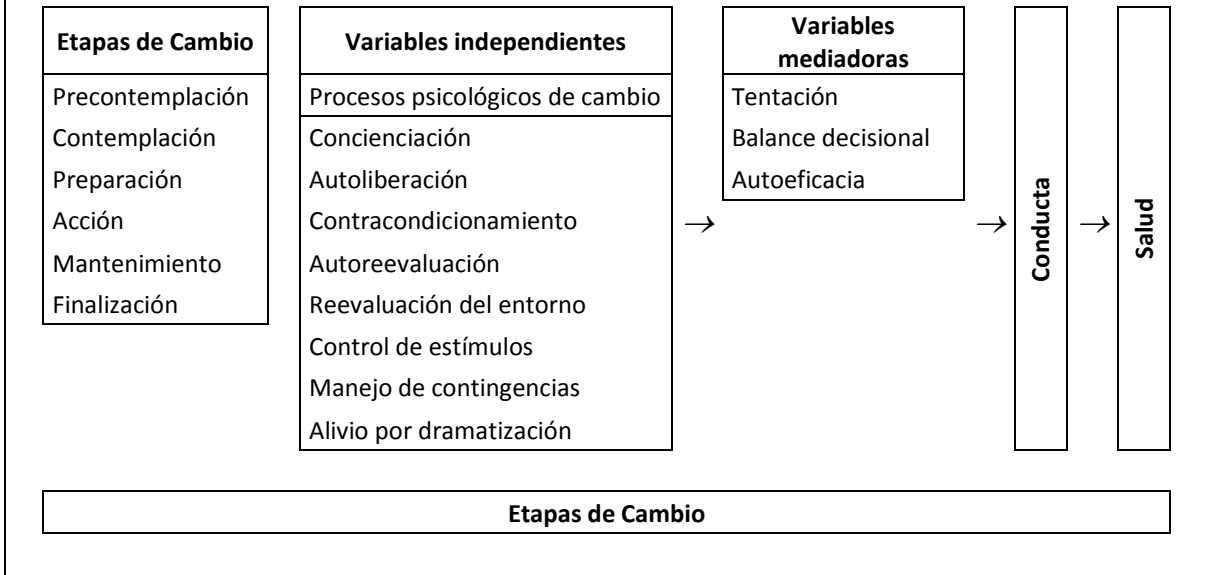 Etapas de Cambio
Precontemplación
Contemplación
Preparación
Acción
Mantenimiento
Finalización
Variables independientes
Procesos psicológicos de cambio
Concienciación
Autoliberación
Contracondicionamiento
Autoreevaluación
Reevaluación del entorno
Control de estímulos
Manejo de contingencias
Alivio por dramatización
→
Variables
mediadoras
Tentación
Balance decisional
Autoeficacia
→
Conducta
→
Salud
Etapas de Cambio